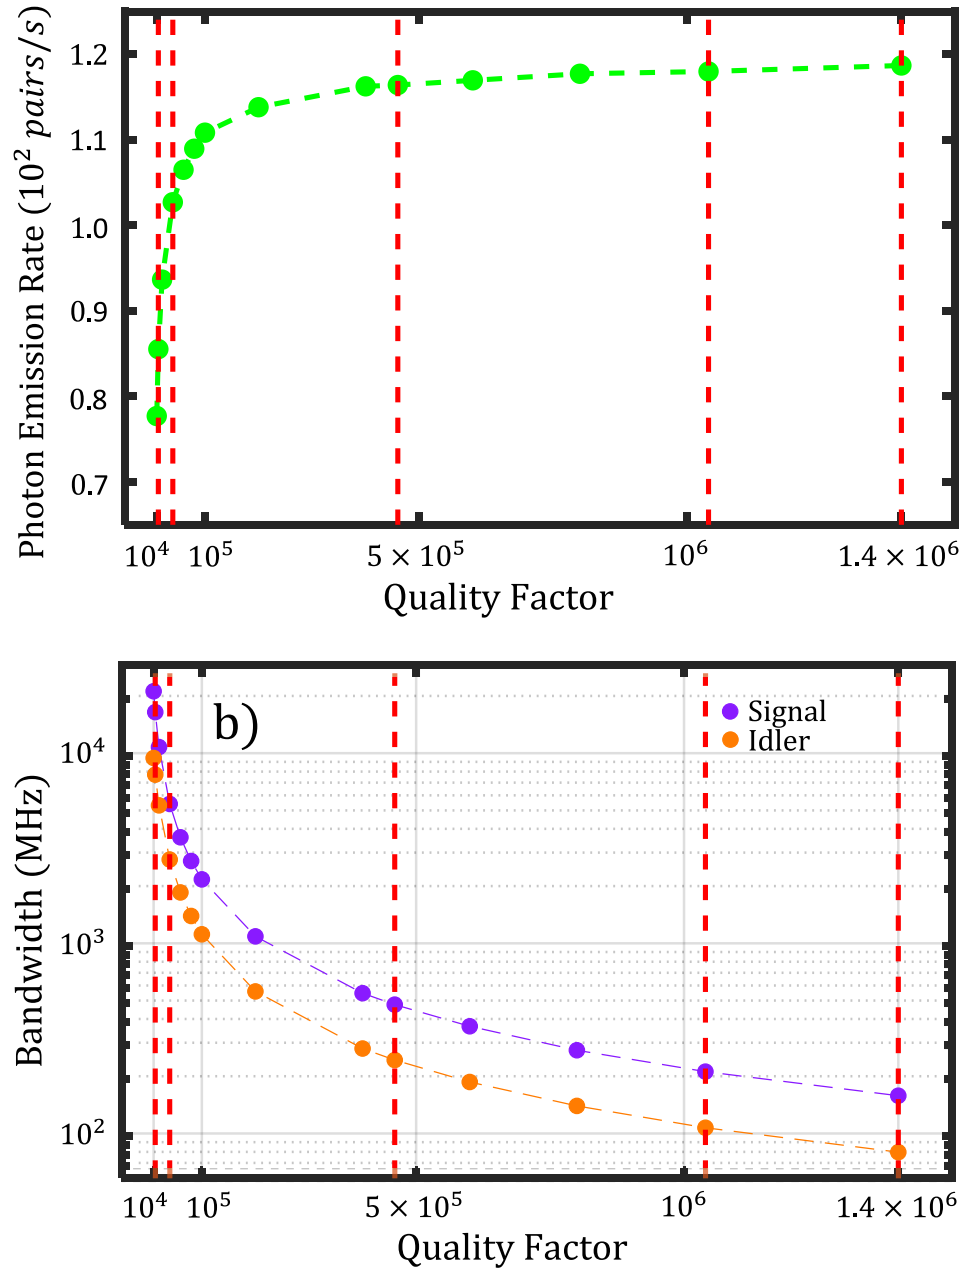 Photon Emission Rate (10² pairs/s)
1.2
1.1
1.0
0.9
0.8
0.7
10⁴ 10⁵ 5 × 10⁵ 10⁶ 1.4 × 10⁶
Quality Factor
b)
Signal
Idler
Bandwidth (MHz)
10⁴
10³
10²
10⁴ 10⁵ 5 × 10⁵ 10⁶ 1.4 × 10⁶
Quality Factor